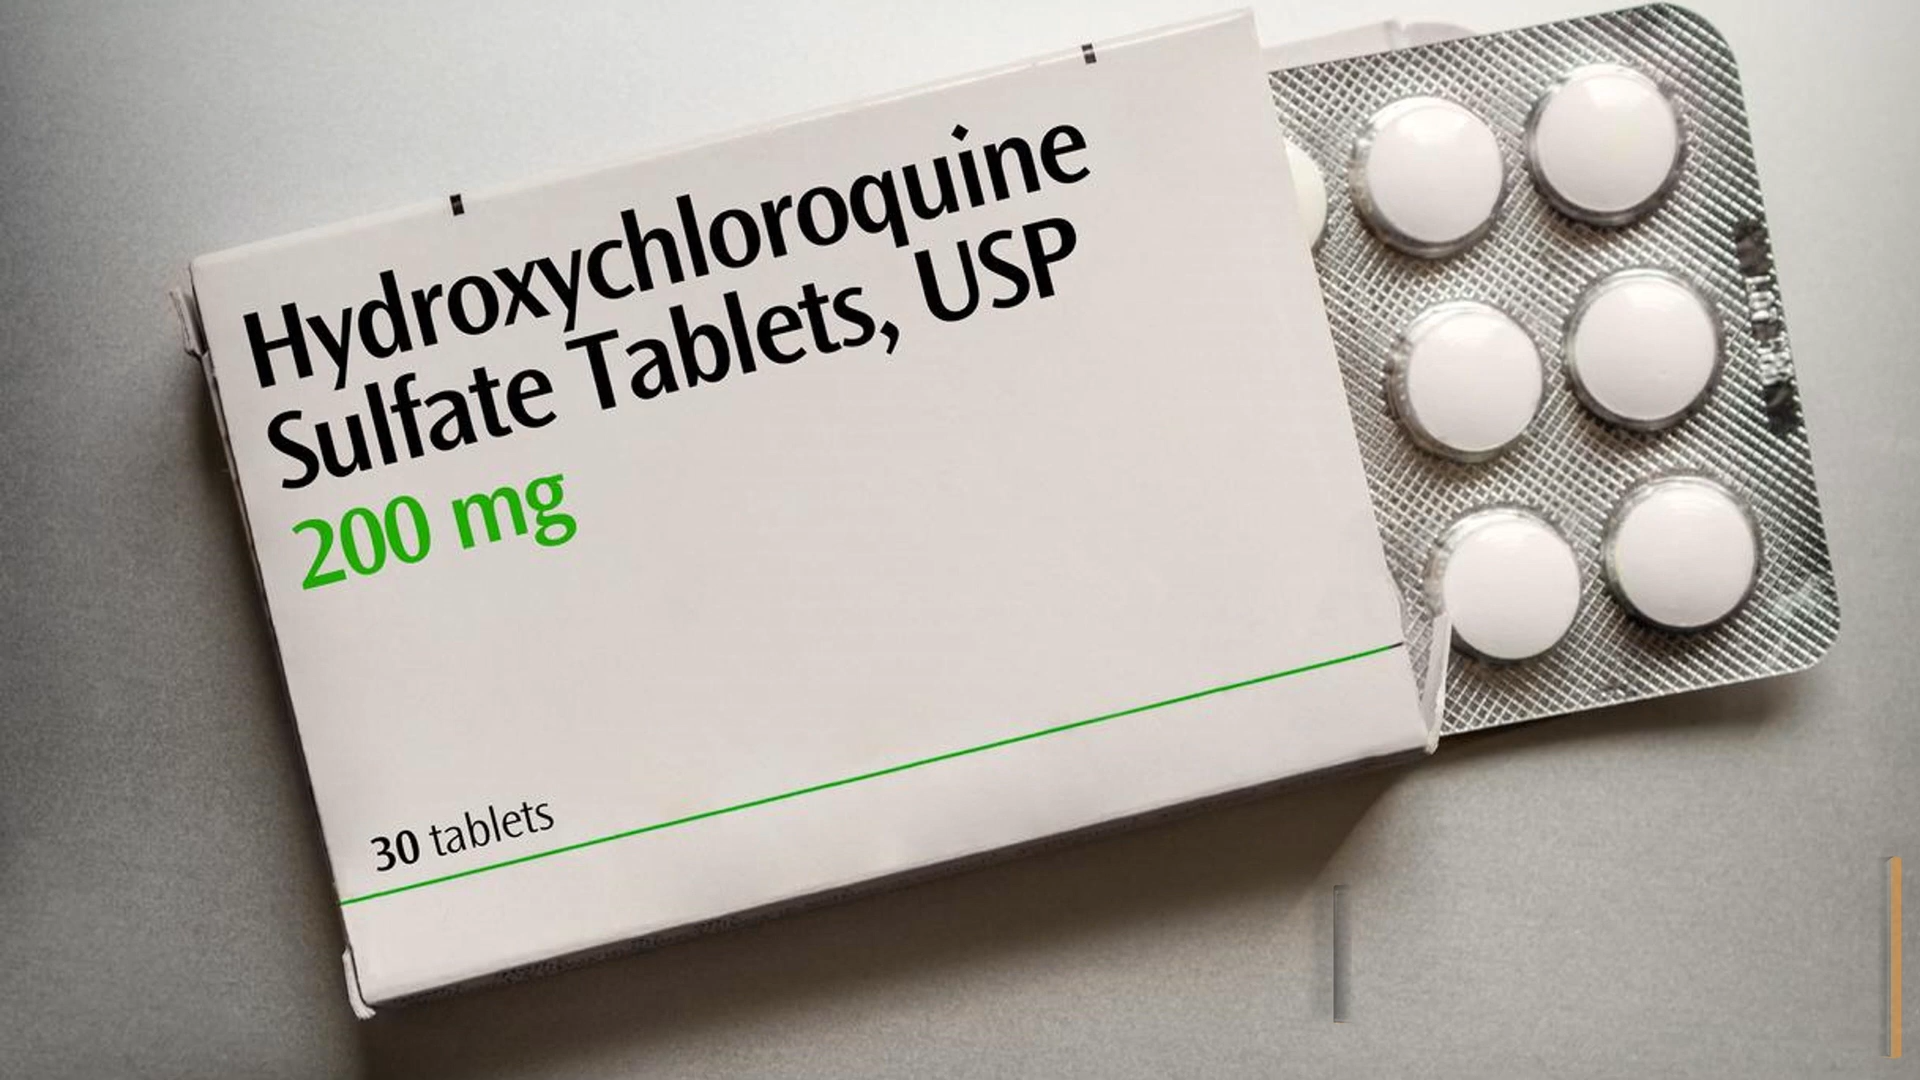 Hydroxychloroquine
Sulfate Tablets, USP
200 mg
30 tablets